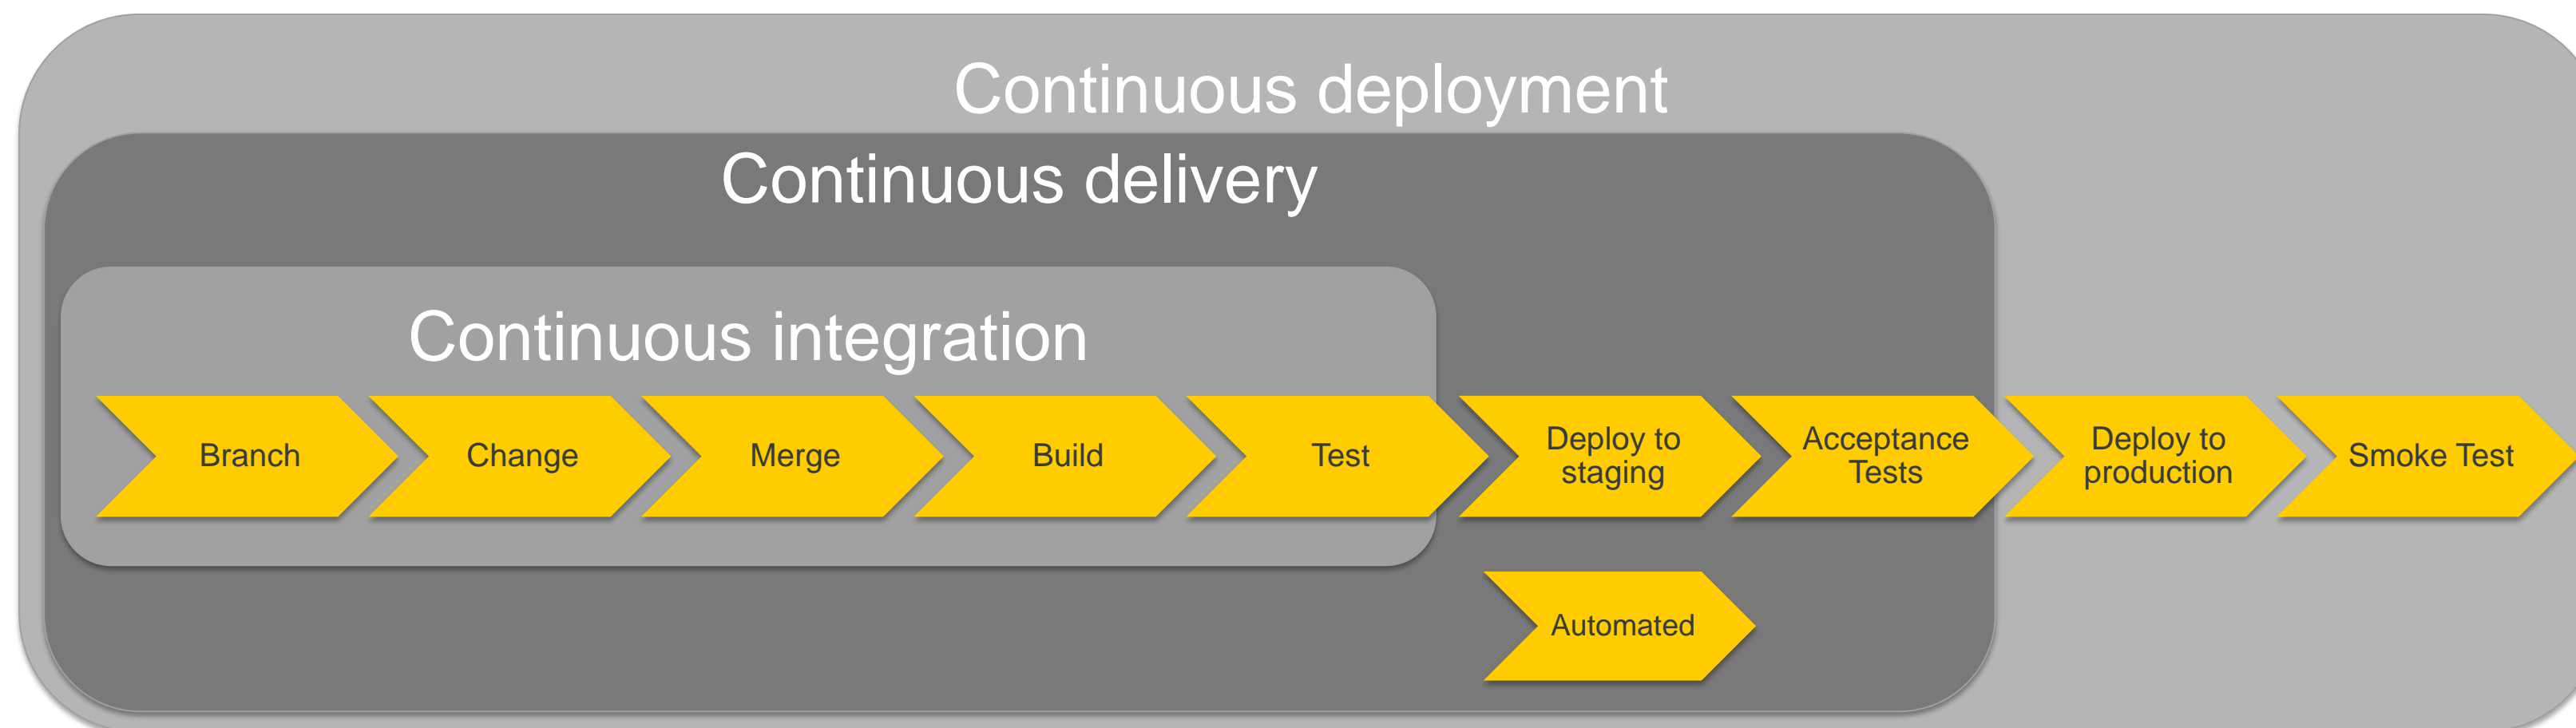 Continuous deployment
Continuous delivery
Continuous integration
Branch
Change
Merge
Build
Test
Deploy to
staging
Acceptance
Tests
Deploy to
production
Smoke Test
Automated